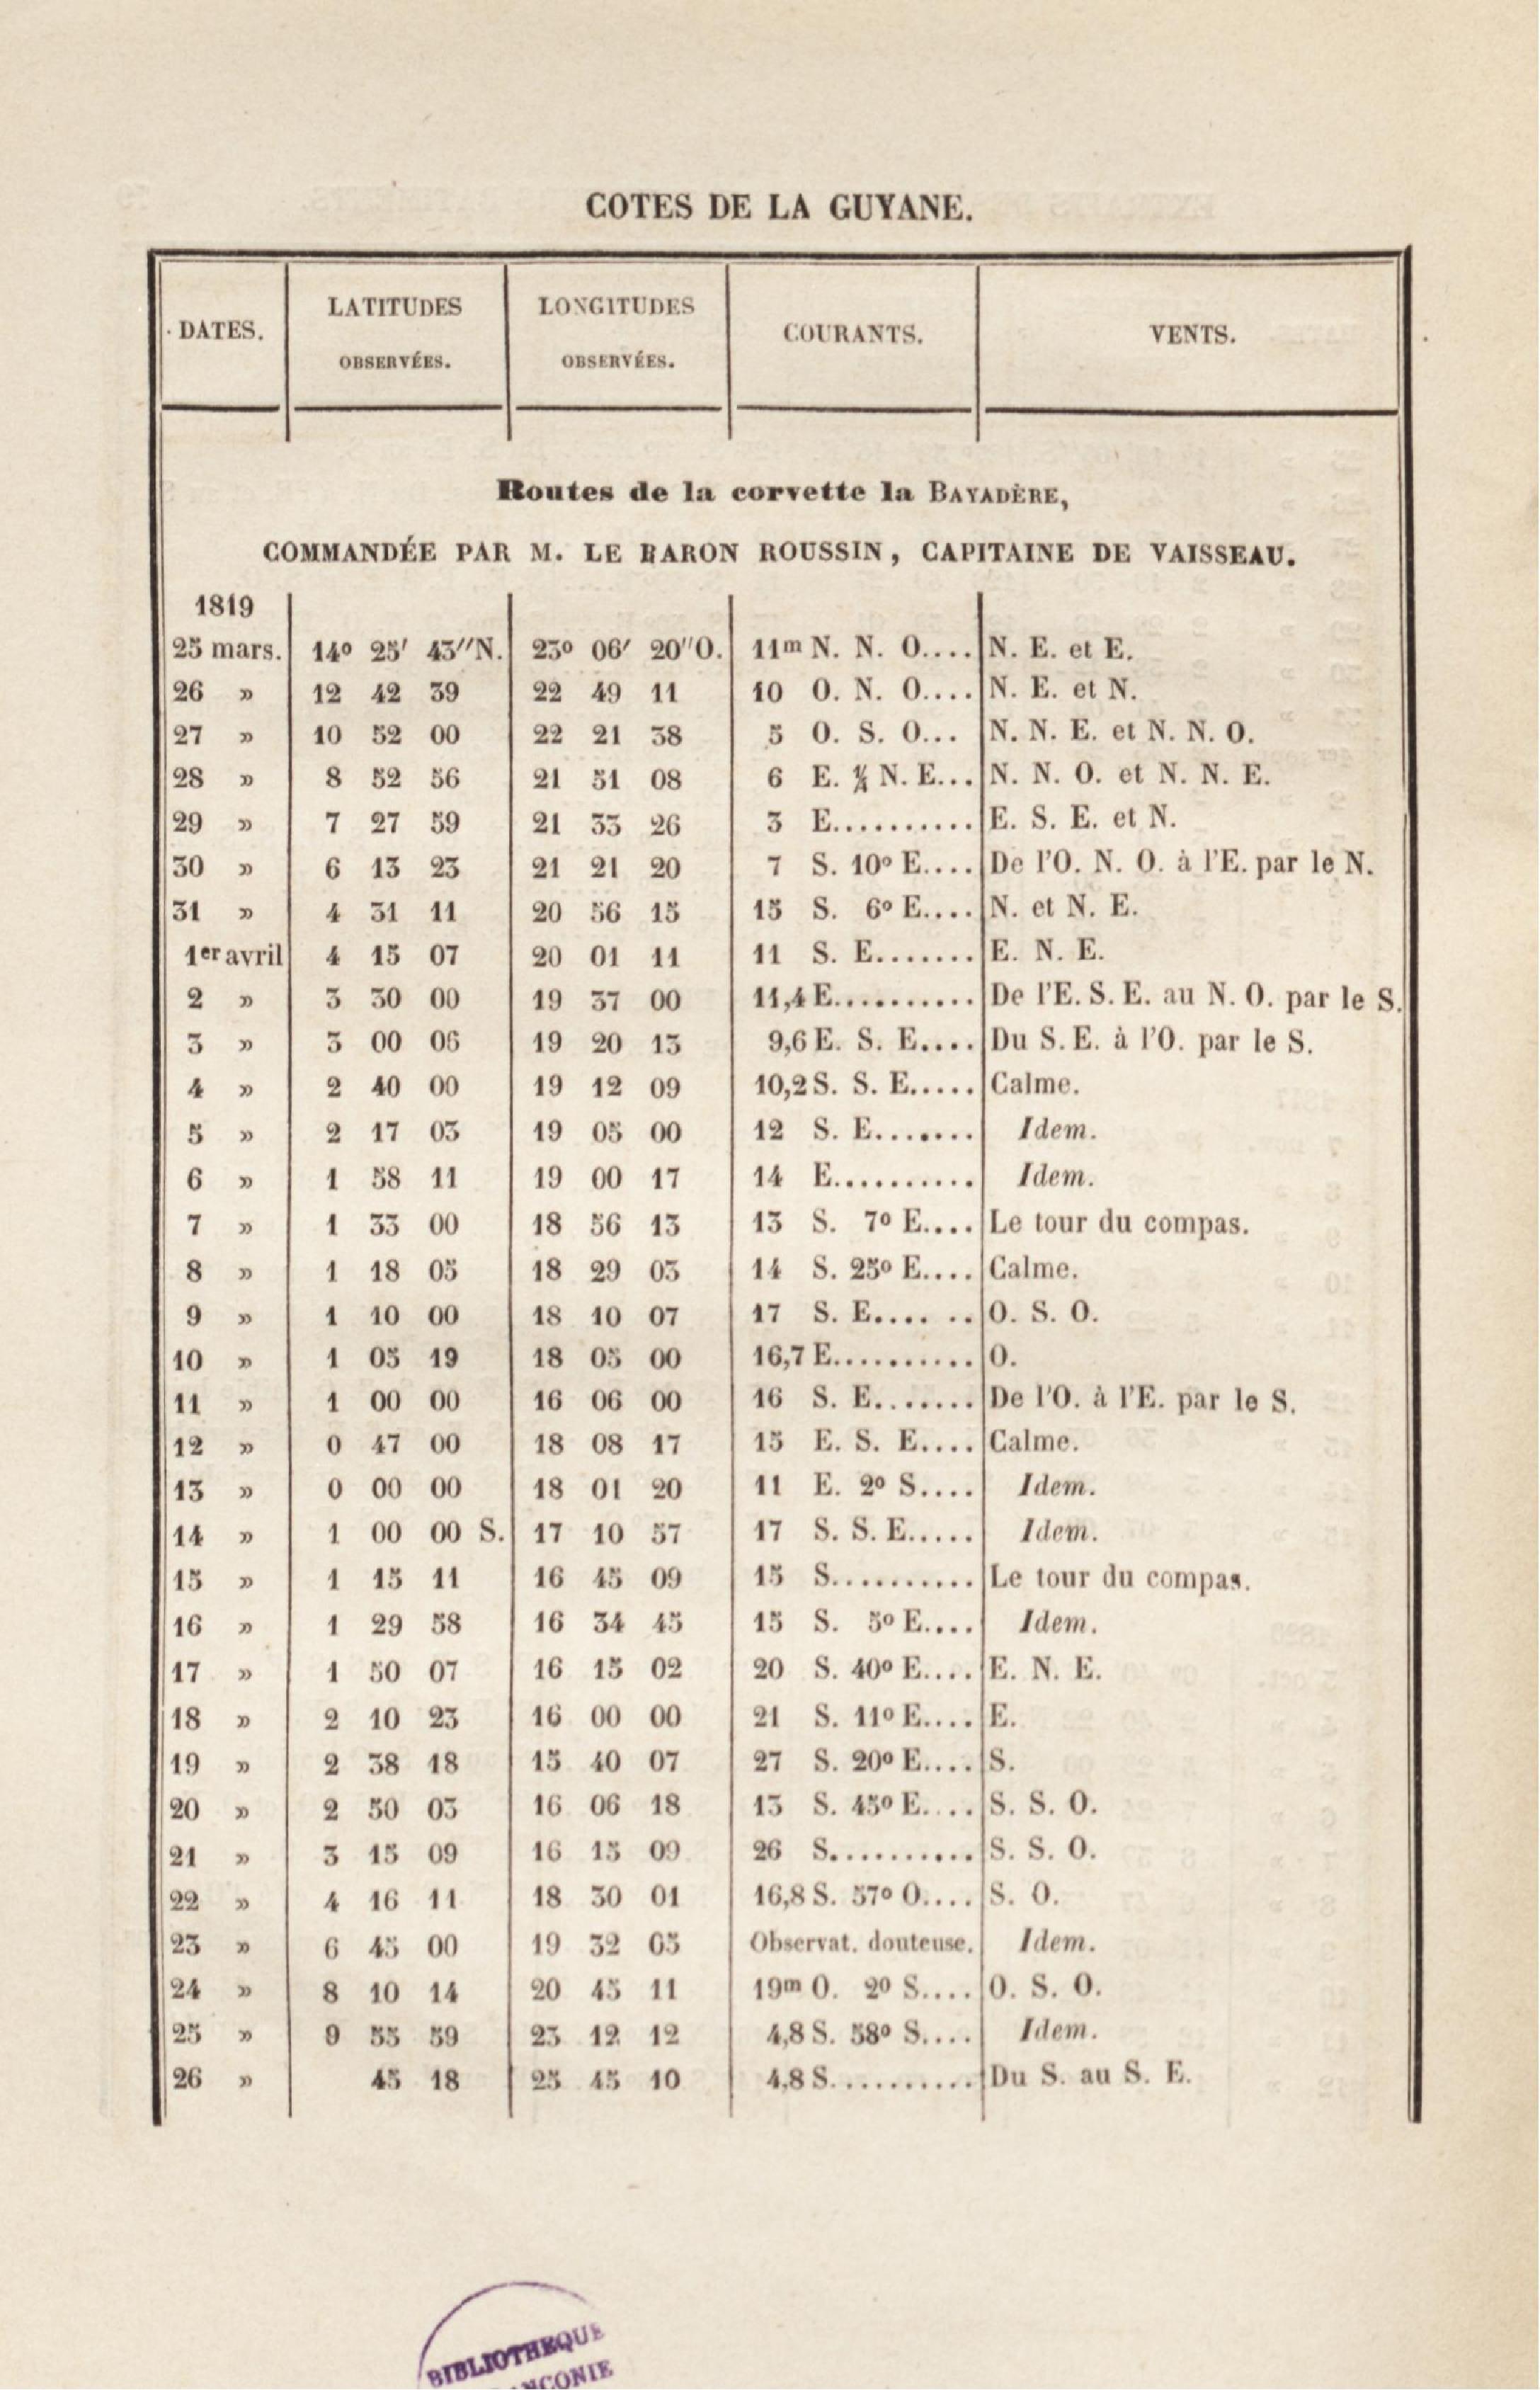 COTES DE LA GUYANE.
DATES. LATITUDES OBSERVÉES. LONGITUDES OBSERVÉES. COURANTS. VENTS.
Routes de la corvette la BAYADÈRE,
COMMANDÉE PAR M. LE BARON ROUSSIN, CAPITAINE DE VAISSEAU.
1819
25 mars. 14º 25′ 43″N. 23º 06′ 20″O. 11m N. N. O.... N. E. et E.
26 » 12 42 39 22 49 11 10 O. N. O.... N. E. et N.
27 » 10 52 00 22 21 38 5 O. S. O... N. N. E. et N. N. O.
28 » 8 52 56 21 51 08 6 E. ¼ N. E... N. N. O. et N. N. E.
29 » 7 27 59 21 33 26 3 E.......... E. S. E. et N.
30 » 6 13 23 21 21 20 7 S. 10º E.... De l'O. N. O. à l'E. par le N.
31 » 4 31 11 20 56 15 15 S. 6º E.... N. et N. E.
1er avril 4 15 07 20 01 11 11 S. E....... E. N. E.
2 » 3 30 00 19 37 00 11,4 E.......... De l'E. S. E. au N. O. par le S.
3 » 3 00 06 19 20 13 9,6 E. S. E.... Du S. E. à l'O. par le S.
4 » 2 40 00 19 12 09 10,2 S. S. E..... Calme.
5 » 2 17 03 19 05 00 12 S. E....... Idem.
6 » 1 58 11 19 00 17 14 E.......... Idem.
7 » 1 33 00 18 56 13 13 S. 7º E.... Le tour du compas.
8 » 1 18 05 18 29 03 14 S. 25º E.... Calme.
9 » 1 10 00 18 10 07 17 S. E.... .. O. S. O.
10 » 1 05 19 18 05 00 16,7 E.......... O.
11 » 1 00 00 16 06 00 16 S. E....... De l'O. à l'E. par le S.
12 » 0 47 00 18 08 17 15 E. S. E.... Calme.
13 » 0 00 00 18 01 20 11 E. 2º S.... Idem.
14 » 1 00 00 S. 17 10 57 17 S. S. E..... Idem.
15 » 1 15 11 16 45 09 15 S.......... Le tour du compas.
16 » 1 29 58 16 34 45 15 S. 5º E.... Idem.
17 » 1 50 07 16 15 02 20 S. 40º E.... E. N. E.
18 » 2 10 23 16 00 00 21 S. 11º E.... E.
19 » 2 38 18 15 40 07 27 S. 20º E.... S.
20 » 2 50 03 16 06 18 13 S. 45º E.... S. S. O.
21 » 3 15 09 16 15 09 26 S.......... S. S. O.
22 » 4 16 11 18 30 01 16,8 S. 57º O.... S. O.
23 » 6 45 00 19 32 05 Observat. douteuse. Idem.
24 » 8 10 14 20 45 11 19m O. 2º S.... O. S. O.
25 » 9 55 59 23 12 12 4,8 S. 58º S.... Idem.
26 » 45 18 25 45 10 4,8 S.......... Du S. au S. E.
BIBLIOTHEQUE